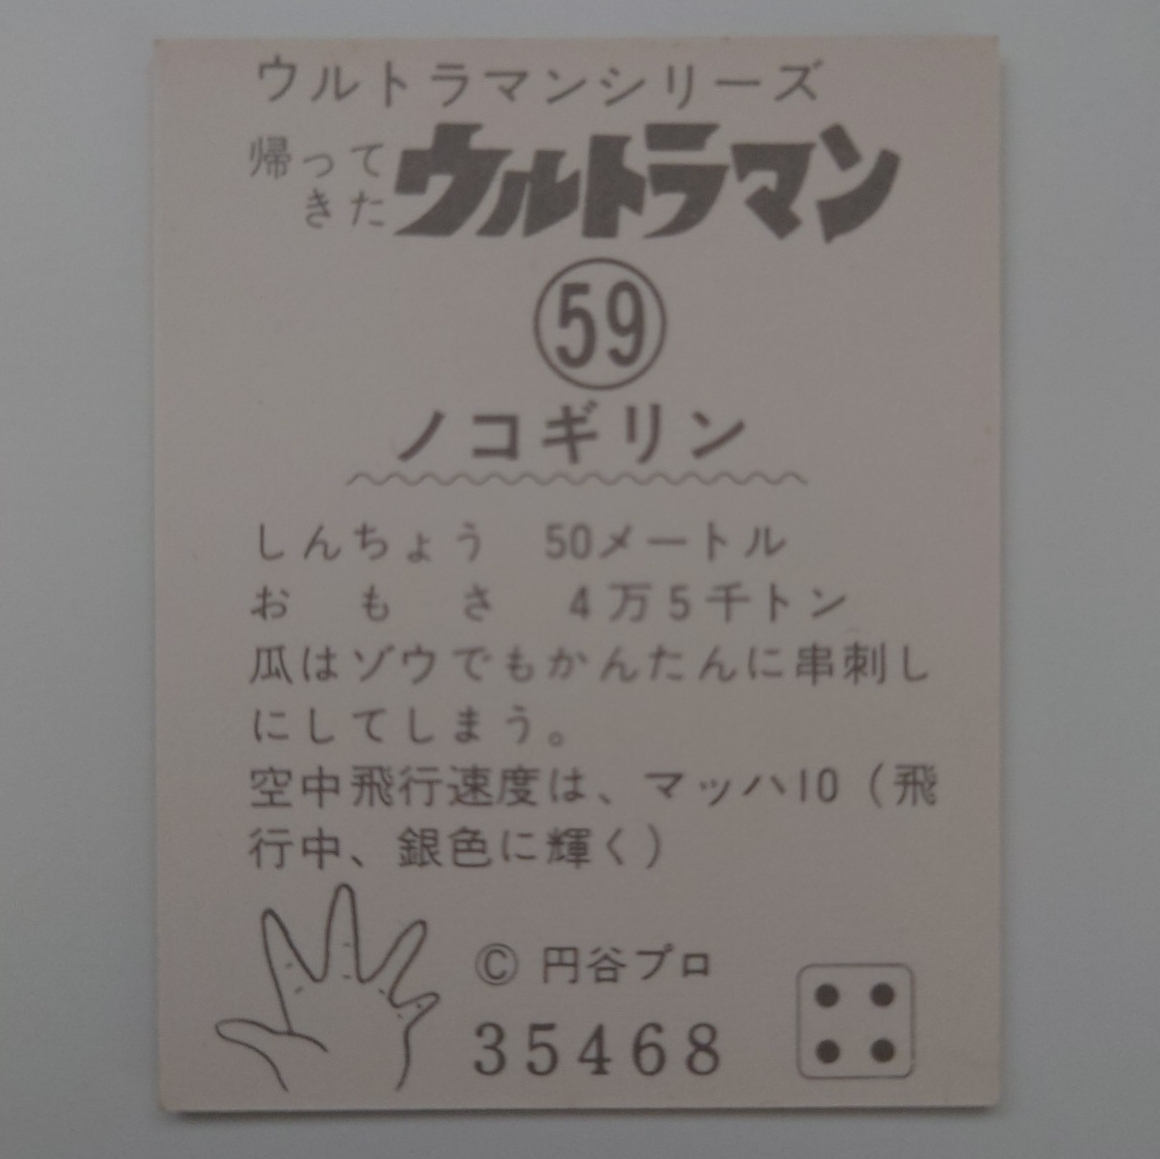 ウルトラマンシリーズ
帰って
きた
ウルトラマン
59
ノコギリン
しんちょう　50メートル
おもさ　4万5千トン
瓜はゾウでもかんたんに串刺し
にしてしまう。
空中飛行速度は、マッハ10（飛
行中、銀色に輝く）
© 円谷プロ
35468